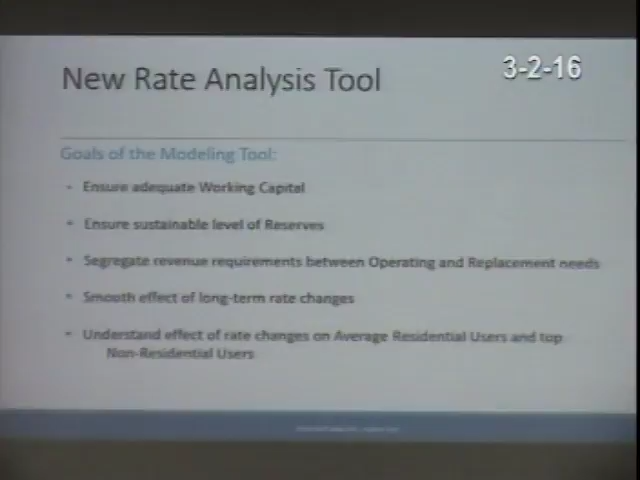 New Rate Analysis Tool
3-2-16
Goals of the Modeling Tool:
Ensure adequate Working Capital
Ensure sustainable level of Reserves
Segregate revenue requirements between Operating and Replacement needs
Smooth effect of long-term rate changes
Understand effect of rate changes on Average Residential Users and top
Non-Residential Users